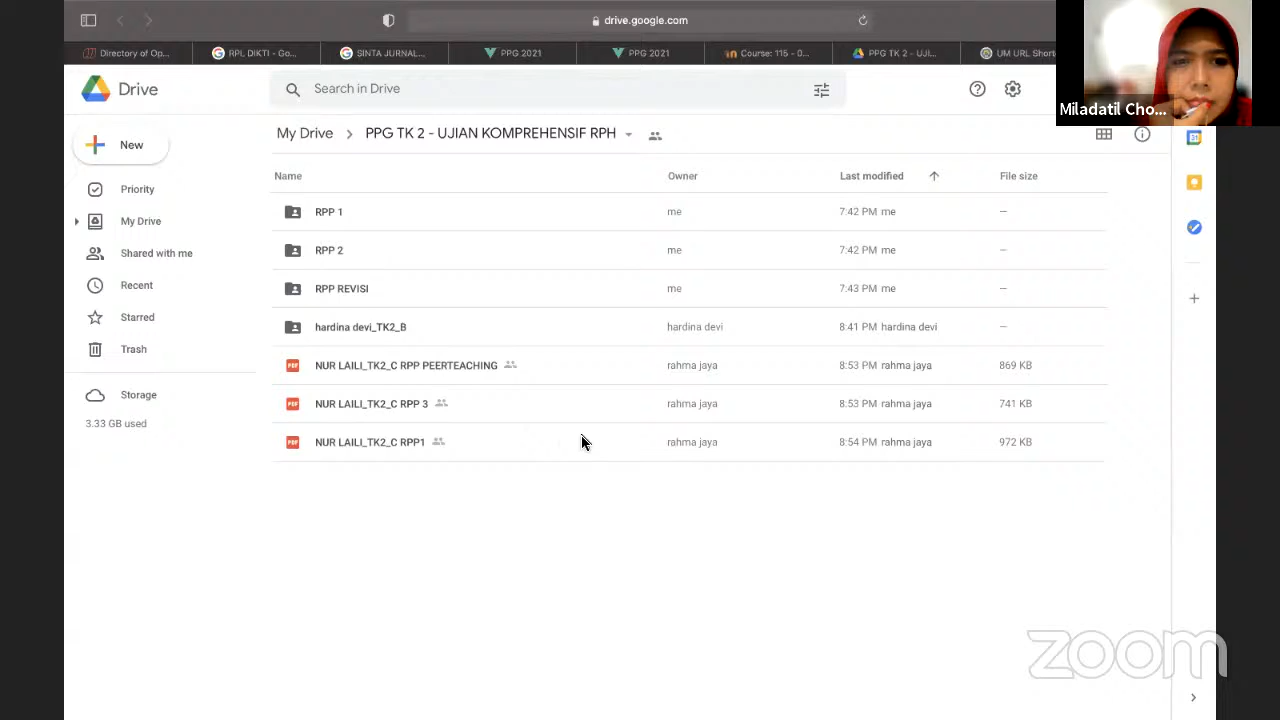 drive.google.com
Directory of Op...
RPL DIKTI - Go...
SINTA JURNAL...
PPG 2021
PPG 2021
Course: 115 - 0...
PPG TK 2 - UJI...
UM URL Short
Drive
Search in Drive
Miladatil Cho...
New
My Drive
PPG TK 2 - UJIAN KOMPREHENSIF RPH
Name
Owner
Last modified
File size
Priority
My Drive
Shared with me
Recent
Starred
Trash
Storage
3.33 GB used
RPP 1 me 7:42 PM me –
RPP 2 me 7:42 PM me –
RPP REVISI me 7:43 PM me –
hardina devi_TK2_B hardina devi 8:41 PM hardina devi –
NUR LAILI_TK2_C RPP PEERTEACHING rahma jaya 8:53 PM rahma jaya 869 KB
NUR LAILI_TK2_C RPP 3 rahma jaya 8:53 PM rahma jaya 741 KB
NUR LAILI_TK2_C RPP1 rahma jaya 8:54 PM rahma jaya 972 KB
zoom